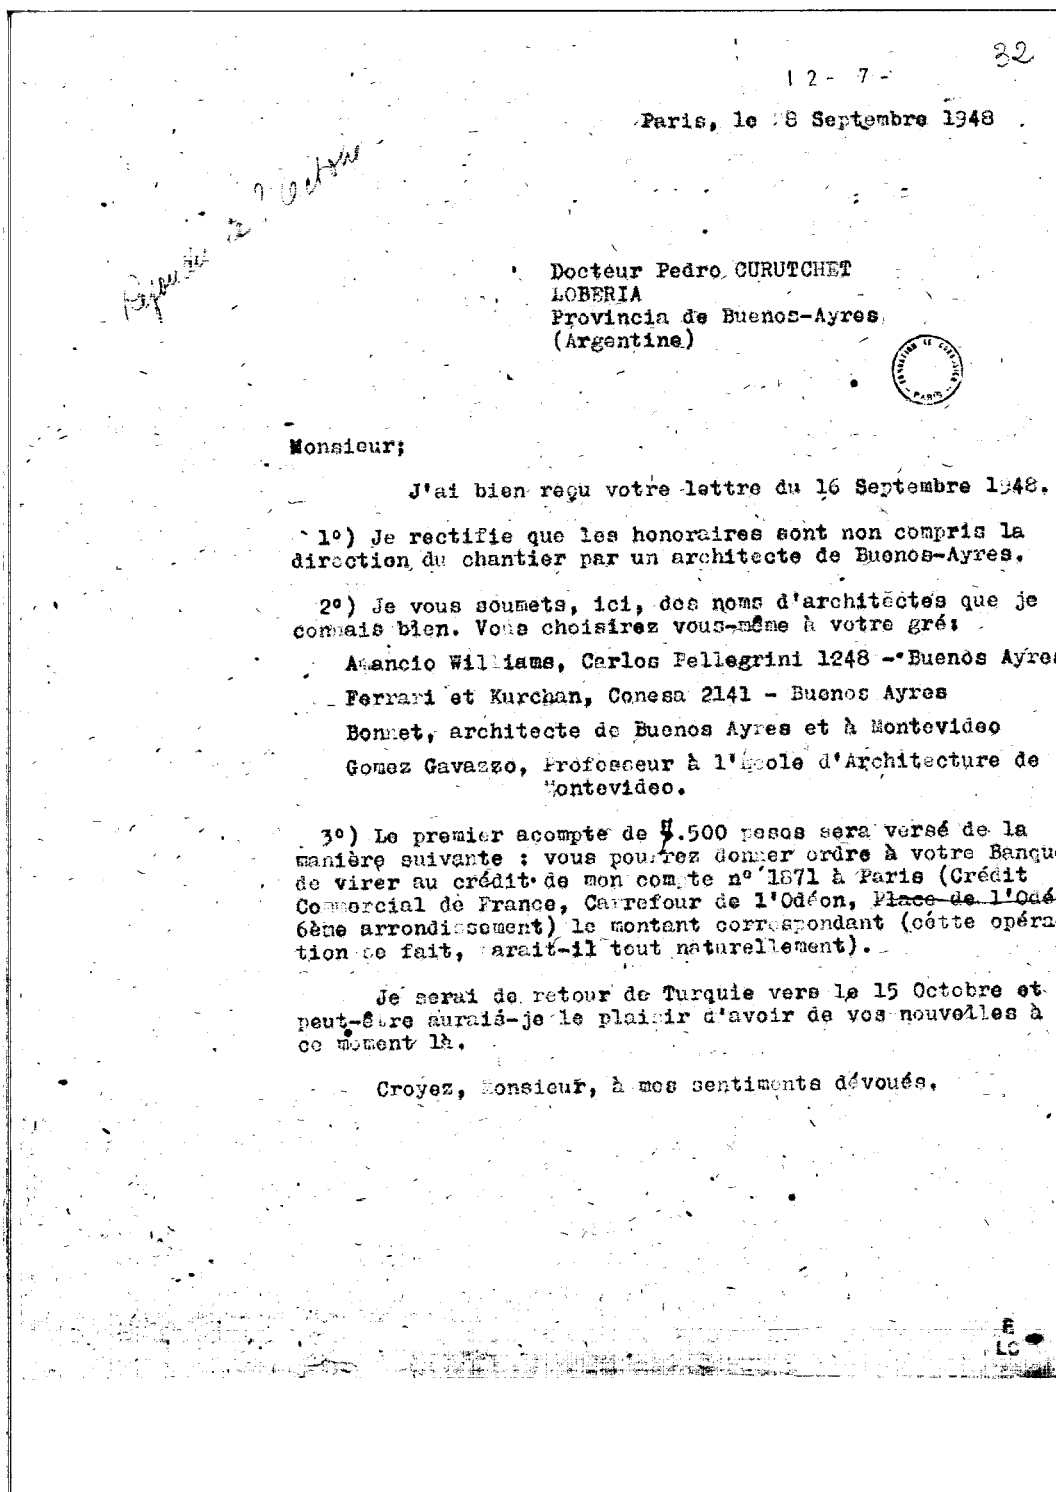 32
12- 7-
Paris, le 8 Septembre 1948
Octobre
Docteur Pedro CURUTCHET
LOBERIA
Provincia de Buenos-Ayres
(Argentine)
FONDATION LE CORBUSIER
PARIS
Monsieur;
J'ai bien reçu votre lettre du 16 Septembre 1948.
1°) Je rectifie que les honoraires sont non compris la
direction du chantier par un architecte de Buenos-Ayres.
2°) Je vous soumets, ici, des noms d'architectes que je
connais bien. Vous choisirez vous-même à votre gré:
Amancio Williams, Carlos Pellegrini 1248 - Buenos Ayres
- Ferrari et Kurchan, Conesa 2141 - Buenos Ayres
Bonnet, architecte de Buenos Ayres et à Montevideo
Gomez Gavazzo, Professeur à l'Ecole d'Architecture de
Montevideo.
3°) Le premier acompte de .500 pesos sera versé de la
manière suivante : vous pourrez donner ordre à votre Banque
de virer au crédit de mon compte n° 1871 à Paris (Crédit
Commercial de France, Carrefour de l'Odéon, Place de l'Odé
6ème arrondissement) le montant correspondant (cette opéra-
tion se fait, parait-il tout naturellement).
Je serai de retour de Turquie vers le 15 Octobre et
peut-être aurais-je le plaisir d'avoir de vos nouvelles à
ce moment là.
Croyez, Monsieur, à mes sentiments dévoués.